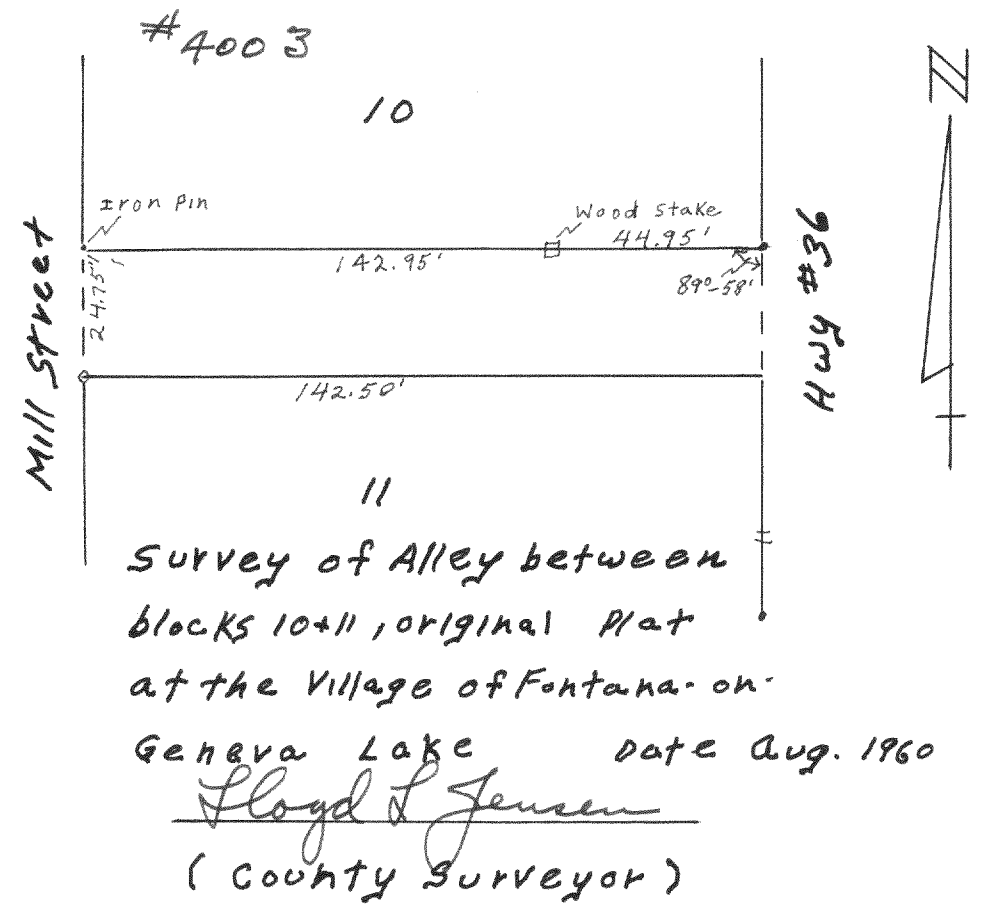 #4003
10
N
Iron Pin
Wood Stake
44.95'
142.95'
89°-58'
24.75'
Mill Street
Hwy #36
142.50'
11
Survey of Alley between
blocks 10+11, original Plat
at the Village of Fontana-on-
Geneva Lake Date Aug. 1960
Lloyd L Jensen
(County Surveyor)